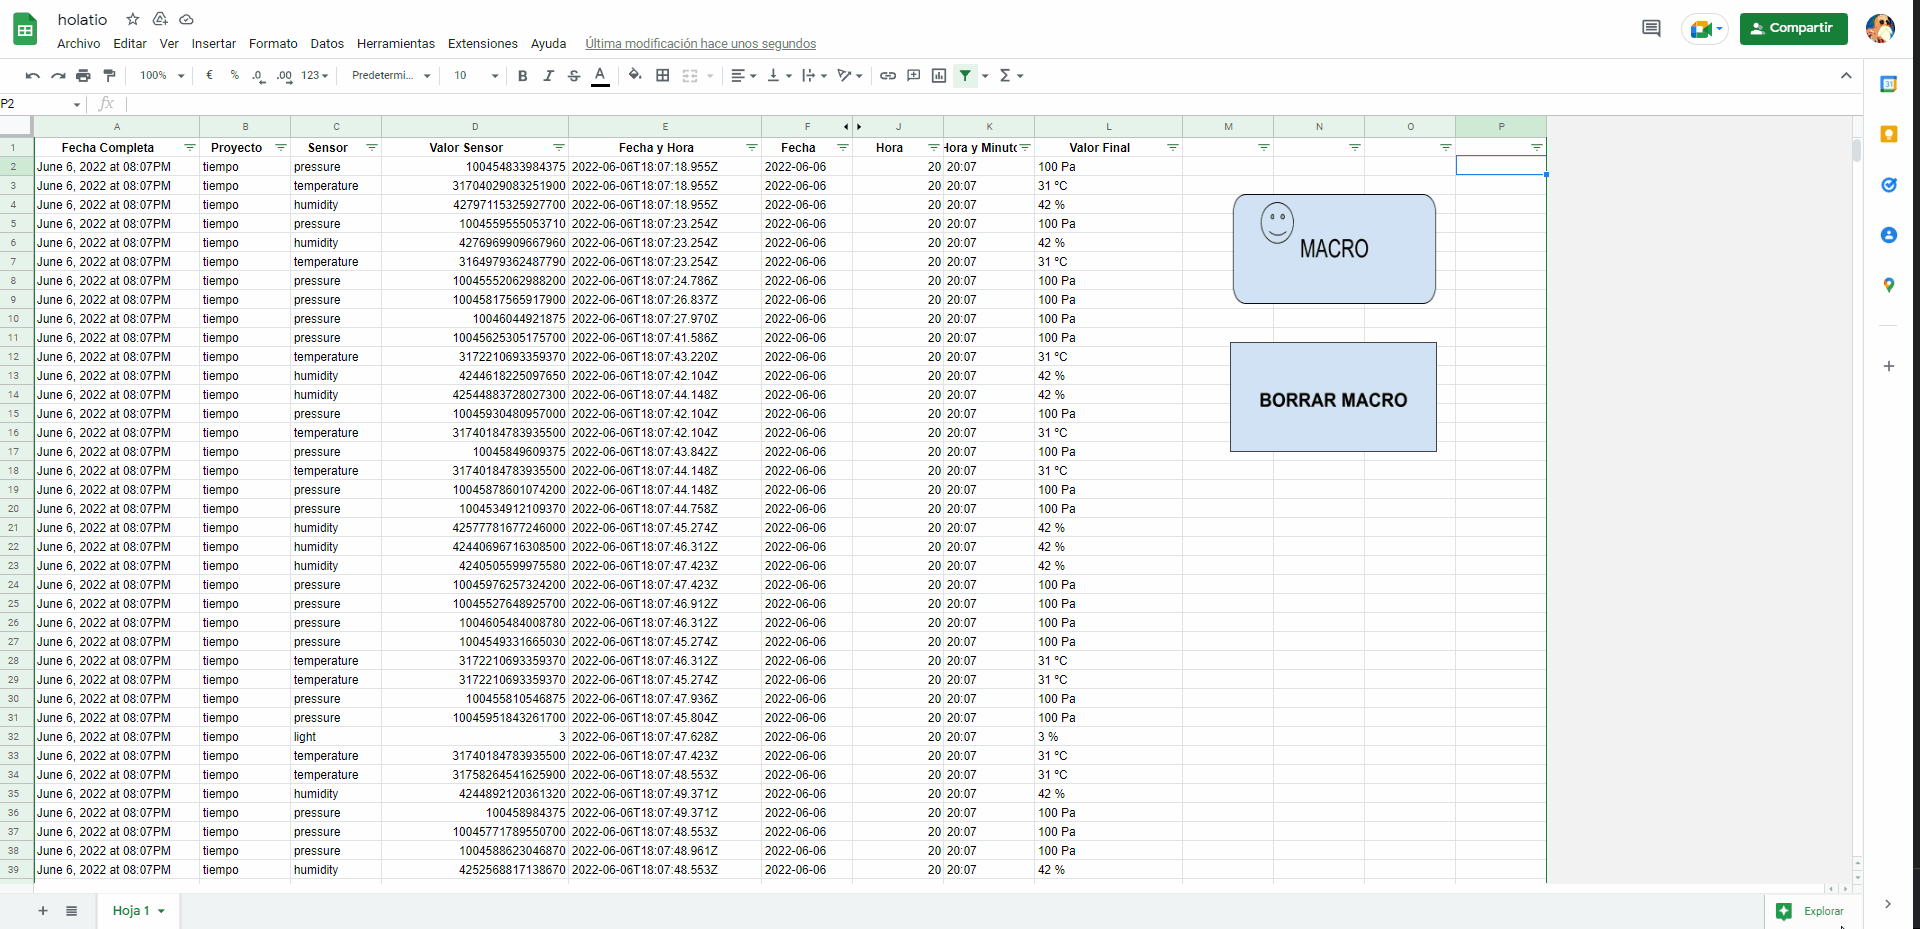 holatio
Archivo Editar Ver Insertar Formato Datos Herramientas Extensiones Ayuda Última modificación hace unos segundos
Compartir
100% € % .0 .00 123 Predetermi... 10 B I S A Σ
P2 fx
A B C D E F J K L M N O P
1 Fecha Completa Proyecto Sensor Valor Sensor Fecha y Hora Fecha Hora Hora y Minuto Valor Final
2 June 6, 2022 at 08:07PM tiempo pressure 100454833984375 2022-06-06T18:07:18.955Z 2022-06-06 20 20:07 100 Pa
3 June 6, 2022 at 08:07PM tiempo temperature 31704029083251900 2022-06-06T18:07:18.955Z 2022-06-06 20 20:07 31 ºC
4 June 6, 2022 at 08:07PM tiempo humidity 42797115325927700 2022-06-06T18:07:18.955Z 2022-06-06 20 20:07 42 %
5 June 6, 2022 at 08:07PM tiempo pressure 1004559555053710 2022-06-06T18:07:23.254Z 2022-06-06 20 20:07 100 Pa
6 June 6, 2022 at 08:07PM tiempo humidity 4276969909667960 2022-06-06T18:07:23.254Z 2022-06-06 20 20:07 42 %
7 June 6, 2022 at 08:07PM tiempo temperature 3164979362487790 2022-06-06T18:07:23.254Z 2022-06-06 20 20:07 31 ºC
8 June 6, 2022 at 08:07PM tiempo pressure 10045552062988200 2022-06-06T18:07:24.786Z 2022-06-06 20 20:07 100 Pa
9 June 6, 2022 at 08:07PM tiempo pressure 10045817565917900 2022-06-06T18:07:26.837Z 2022-06-06 20 20:07 100 Pa
10 June 6, 2022 at 08:07PM tiempo pressure 10046044921875 2022-06-06T18:07:27.970Z 2022-06-06 20 20:07 100 Pa
11 June 6, 2022 at 08:07PM tiempo pressure 10045625305175700 2022-06-06T18:07:41.586Z 2022-06-06 20 20:07 100 Pa
12 June 6, 2022 at 08:07PM tiempo temperature 3172210693359370 2022-06-06T18:07:43.220Z 2022-06-06 20 20:07 31 ºC
13 June 6, 2022 at 08:07PM tiempo humidity 4244618225097650 2022-06-06T18:07:42.104Z 2022-06-06 20 20:07 42 %
14 June 6, 2022 at 08:07PM tiempo humidity 42544883728027300 2022-06-06T18:07:44.148Z 2022-06-06 20 20:07 42 %
15 June 6, 2022 at 08:07PM tiempo pressure 10045930480957000 2022-06-06T18:07:42.104Z 2022-06-06 20 20:07 100 Pa
16 June 6, 2022 at 08:07PM tiempo temperature 31740184783935500 2022-06-06T18:07:42.104Z 2022-06-06 20 20:07 31 ºC
17 June 6, 2022 at 08:07PM tiempo pressure 10045849609375 2022-06-06T18:07:43.842Z 2022-06-06 20 20:07 100 Pa
18 June 6, 2022 at 08:07PM tiempo temperature 31740184783935500 2022-06-06T18:07:44.148Z 2022-06-06 20 20:07 31 ºC
19 June 6, 2022 at 08:07PM tiempo pressure 10045878601074200 2022-06-06T18:07:44.148Z 2022-06-06 20 20:07 100 Pa
20 June 6, 2022 at 08:07PM tiempo pressure 1004534912109370 2022-06-06T18:07:44.758Z 2022-06-06 20 20:07 100 Pa
21 June 6, 2022 at 08:07PM tiempo humidity 42577781677246000 2022-06-06T18:07:45.274Z 2022-06-06 20 20:07 42 %
22 June 6, 2022 at 08:07PM tiempo humidity 42440696716308500 2022-06-06T18:07:46.312Z 2022-06-06 20 20:07 42 %
23 June 6, 2022 at 08:07PM tiempo humidity 4240505599975580 2022-06-06T18:07:47.423Z 2022-06-06 20 20:07 42 %
24 June 6, 2022 at 08:07PM tiempo pressure 10045976257324200 2022-06-06T18:07:47.423Z 2022-06-06 20 20:07 100 Pa
25 June 6, 2022 at 08:07PM tiempo pressure 10045527648925700 2022-06-06T18:07:46.912Z 2022-06-06 20 20:07 100 Pa
26 June 6, 2022 at 08:07PM tiempo pressure 1004605484008780 2022-06-06T18:07:46.312Z 2022-06-06 20 20:07 100 Pa
27 June 6, 2022 at 08:07PM tiempo pressure 1004549331665030 2022-06-06T18:07:45.274Z 2022-06-06 20 20:07 100 Pa
28 June 6, 2022 at 08:07PM tiempo temperature 3172210693359370 2022-06-06T18:07:46.312Z 2022-06-06 20 20:07 31 ºC
29 June 6, 2022 at 08:07PM tiempo temperature 3172210693359370 2022-06-06T18:07:45.274Z 2022-06-06 20 20:07 31 ºC
30 June 6, 2022 at 08:07PM tiempo pressure 100455810546875 2022-06-06T18:07:47.936Z 2022-06-06 20 20:07 100 Pa
31 June 6, 2022 at 08:07PM tiempo pressure 10045951843261700 2022-06-06T18:07:45.804Z 2022-06-06 20 20:07 100 Pa
32 June 6, 2022 at 08:07PM tiempo light 3 2022-06-06T18:07:47.628Z 2022-06-06 20 20:07 3 %
33 June 6, 2022 at 08:07PM tiempo temperature 31740184783935500 2022-06-06T18:07:47.423Z 2022-06-06 20 20:07 31 ºC
34 June 6, 2022 at 08:07PM tiempo temperature 31758264541625900 2022-06-06T18:07:48.553Z 2022-06-06 20 20:07 31 ºC
35 June 6, 2022 at 08:07PM tiempo humidity 4244892120361320 2022-06-06T18:07:49.371Z 2022-06-06 20 20:07 42 %
36 June 6, 2022 at 08:07PM tiempo pressure 100458984375 2022-06-06T18:07:49.371Z 2022-06-06 20 20:07 100 Pa
37 June 6, 2022 at 08:07PM tiempo pressure 10045771789550700 2022-06-06T18:07:48.553Z 2022-06-06 20 20:07 100 Pa
38 June 6, 2022 at 08:07PM tiempo pressure 1004588623046870 2022-06-06T18:07:48.961Z 2022-06-06 20 20:07 100 Pa
39 June 6, 2022 at 08:07PM tiempo humidity 4252568817138670 2022-06-06T18:07:48.553Z 2022-06-06 20 20:07 42 %
MACRO
BORRAR MACRO
Hoja 1
Explorar
31